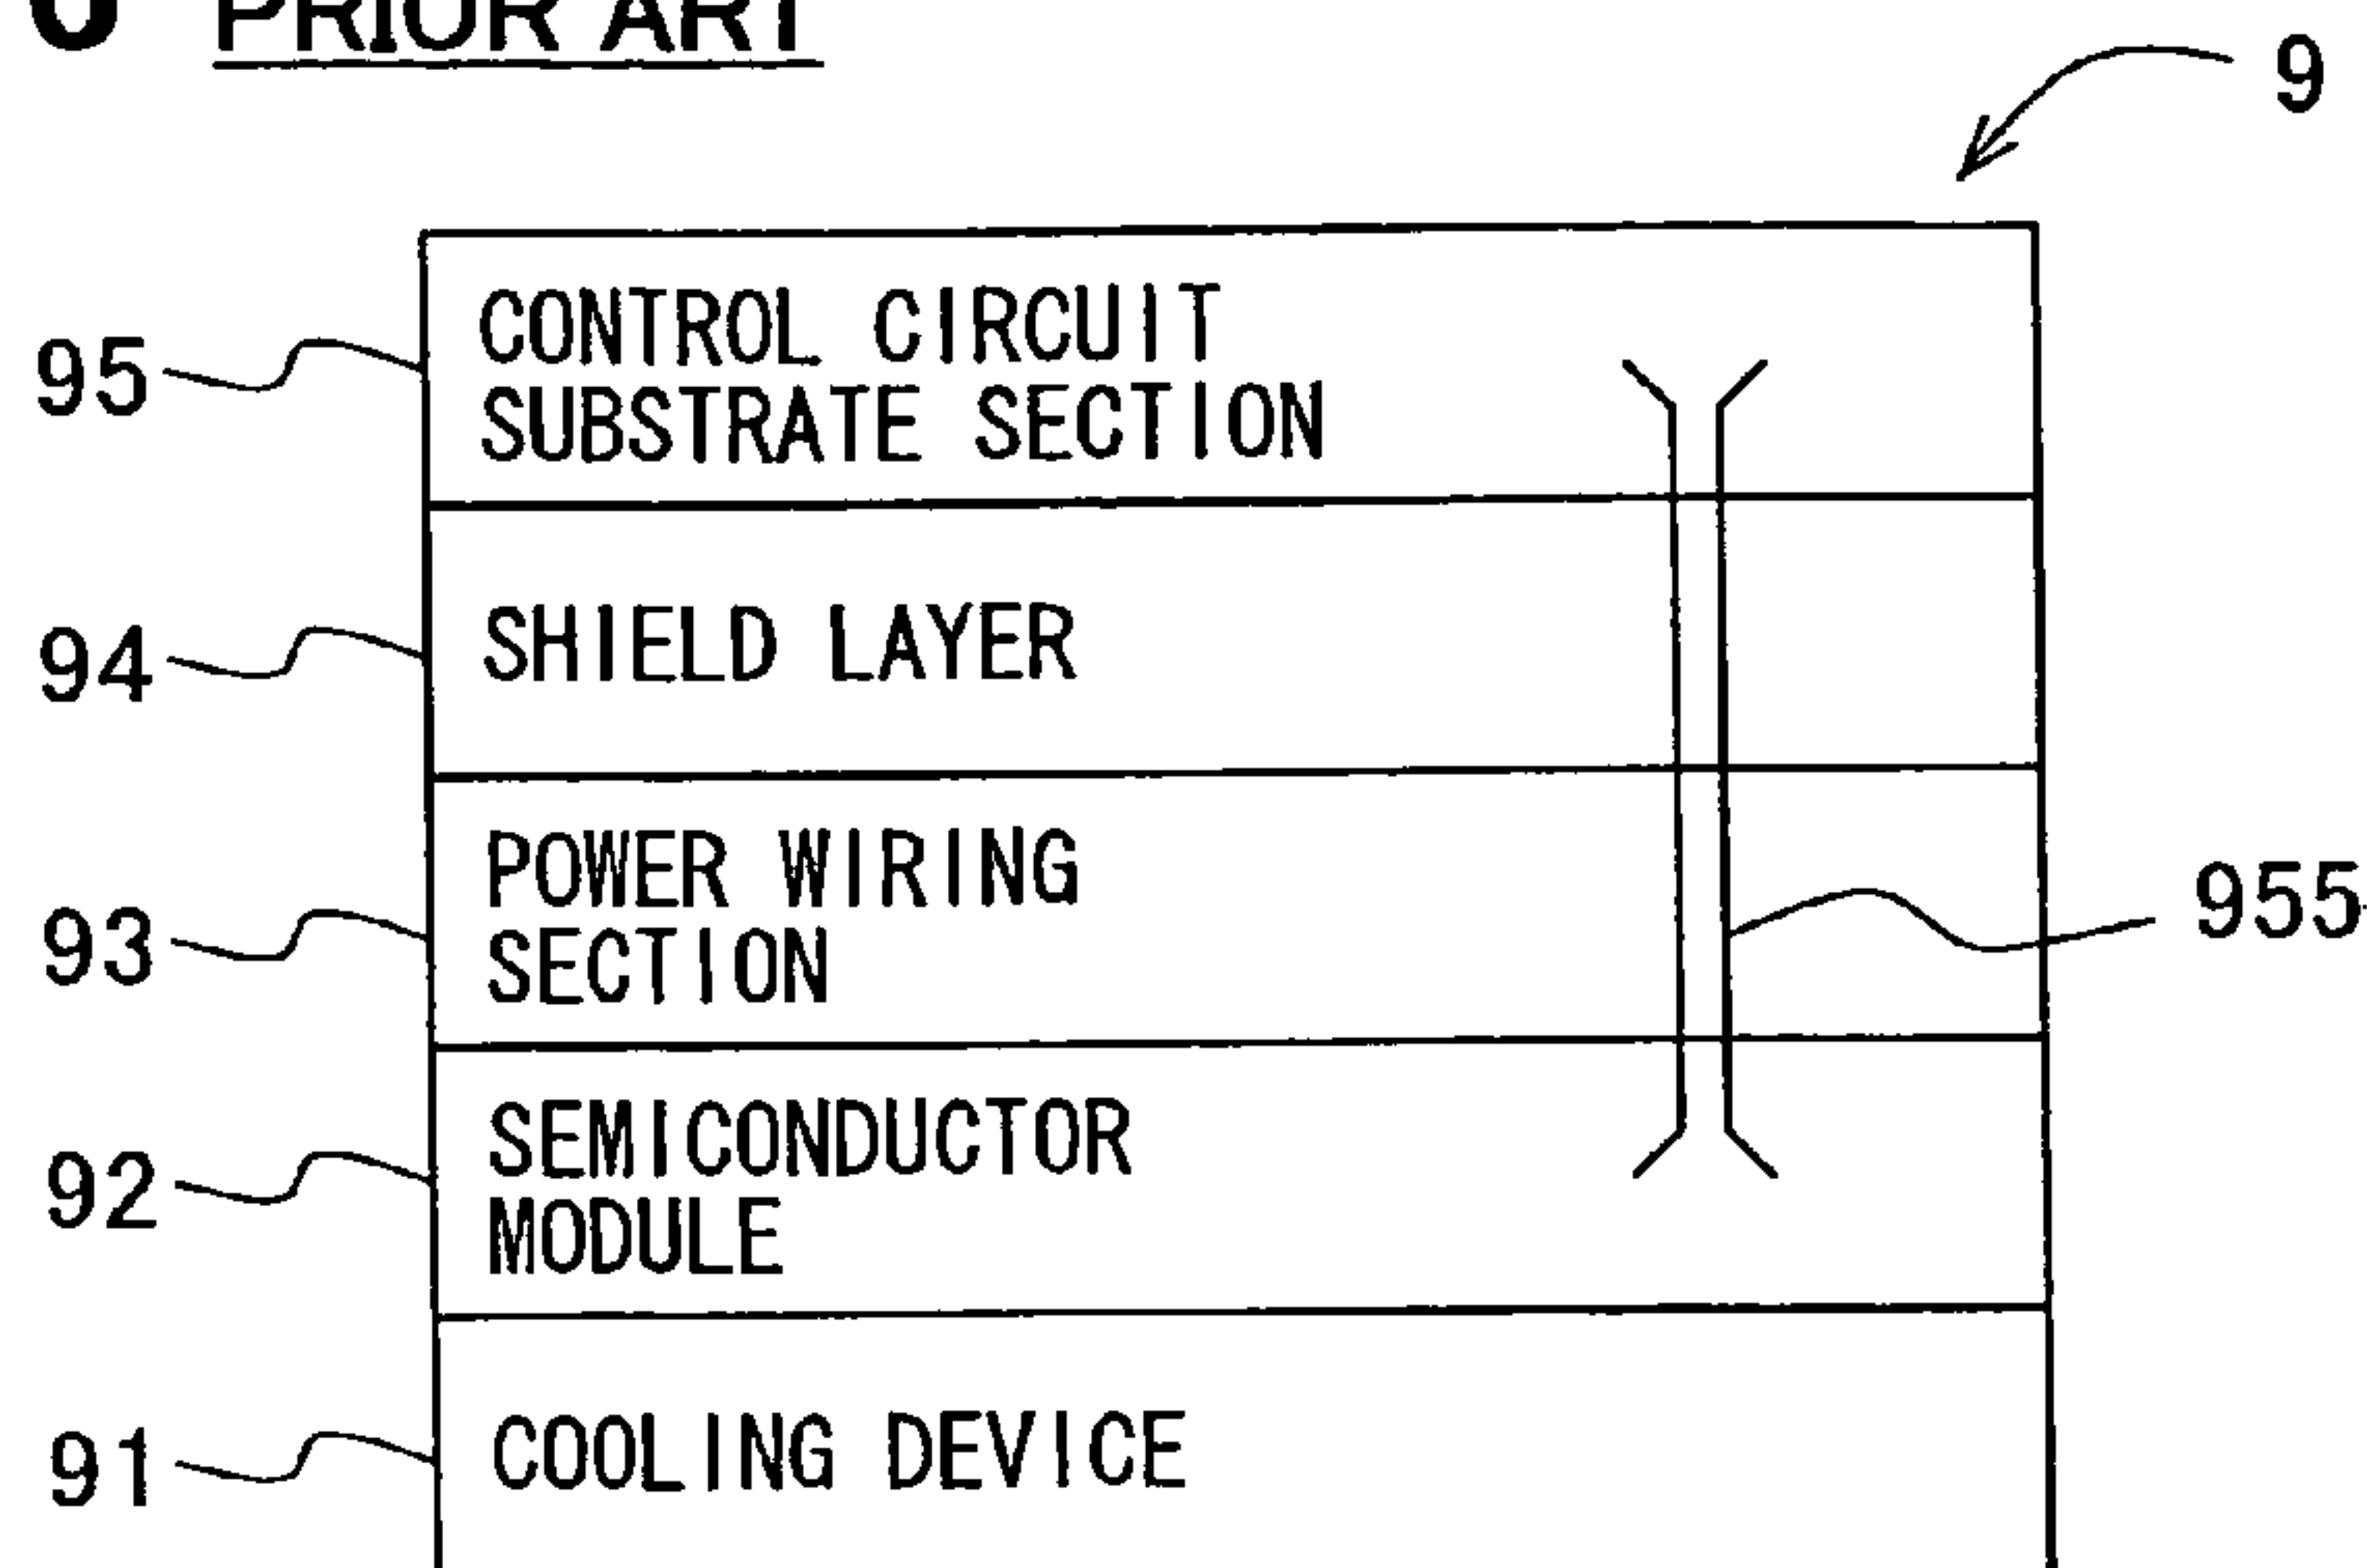 PRIOR ART
9
95
CONTROL CIRCUIT
SUBSTRATE SECTION
94
SHIELD LAYER
93
POWER WIRING
SECTION
955
92
SEMICONDUCTOR
MODULE
91
COOLING DEVICE